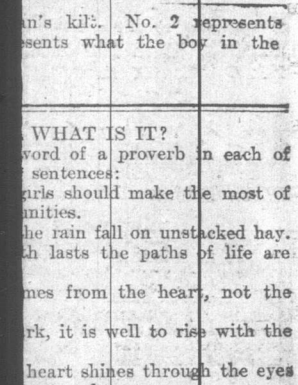 n's kilt. No. 2 represents
sents what the boy in the
WHAT IS IT?
word of a proverb in each of
sentences:
girls should make the most of
nities.
he rain fall on unstacked hay.
h lasts the paths of life are
mes from the heart, not the
rk, it is well to rise with the
heart shines through the eyes